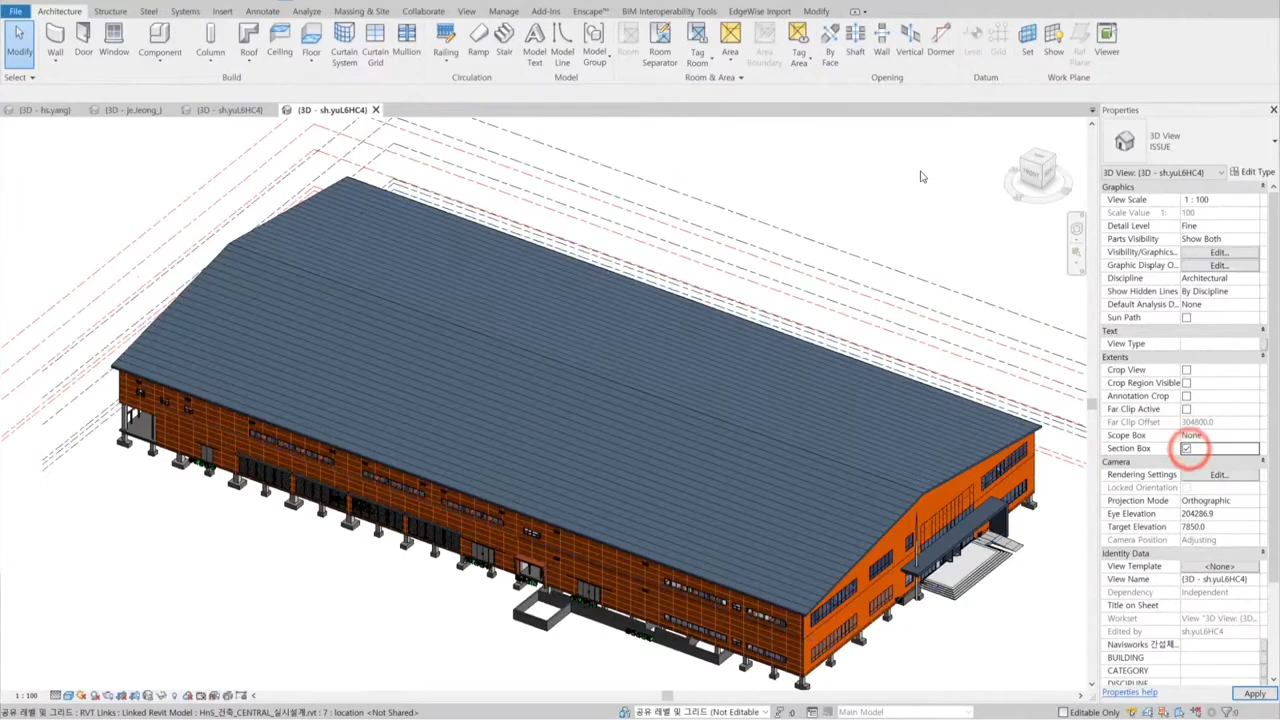 File Architecture Structure Steel Systems Insert Annotate Analyze Massing & Site Collaborate View Manage Add-Ins Enscape™ BIM Interoperability Tools EdgeWise Import Modify
Modify Wall Door Window Component Column Roof Ceiling Floor Curtain System Curtain Grid Mullion Railing Ramp Stair Model Text Model Line Model Group Room Room Separator Tag Room Area Area Boundary Tag Area By Face Shaft Wall Vertical Dormer Level Grid Set Show Ref Plane Viewer
Select Build Circulation Model Room & Area Opening Datum Work Plane
(3D - hs.yang) (3D - je.leong_) (3D - sh.yuL6HC4) (3D - sh.yuL6HC4)
Properties
3D View
ISSUE
3D View: (3D - sh.yuL6HC4) Edit Type
Graphics
View Scale 1 : 100
Scale Value 1: 100
Detail Level Fine
Parts Visibility Show Both
Visibility/Graphics... Edit...
Graphic Display O... Edit...
Discipline Architectural
Show Hidden Lines By Discipline
Default Analysis D... None
Sun Path
Text
View Type
Extents
Crop View
Crop Region Visible
Annotation Crop
Far Clip Active
Far Clip Offset 304800.0
Scope Box None
Section Box
Camera
Rendering Settings Edit...
Locked Orientation
Projection Mode Orthographic
Eye Elevation 204286.9
Target Elevation 7850.0
Camera Position Adjusting
Identity Data
View Template <None>
View Name (3D - sh.yuL6HC4)
Dependency Independent
Title on Sheet
Workset View "3D View: (3D...
Edited by sh.yuL6HC4
Navisworks 간섭체...
BUILDING
CATEGORY
DISCIPLINE
Properties help Apply
FRONT
1 : 100
공유 레벨 및 그리드 : RVT Links : Linked Revit Model : HnS_건축_CENTRAL_실시설계.rvt : 7 : location <Not Shared> 공유 레벨 및 그리드 (Not Editable) :0 Main Model Editable Only :0